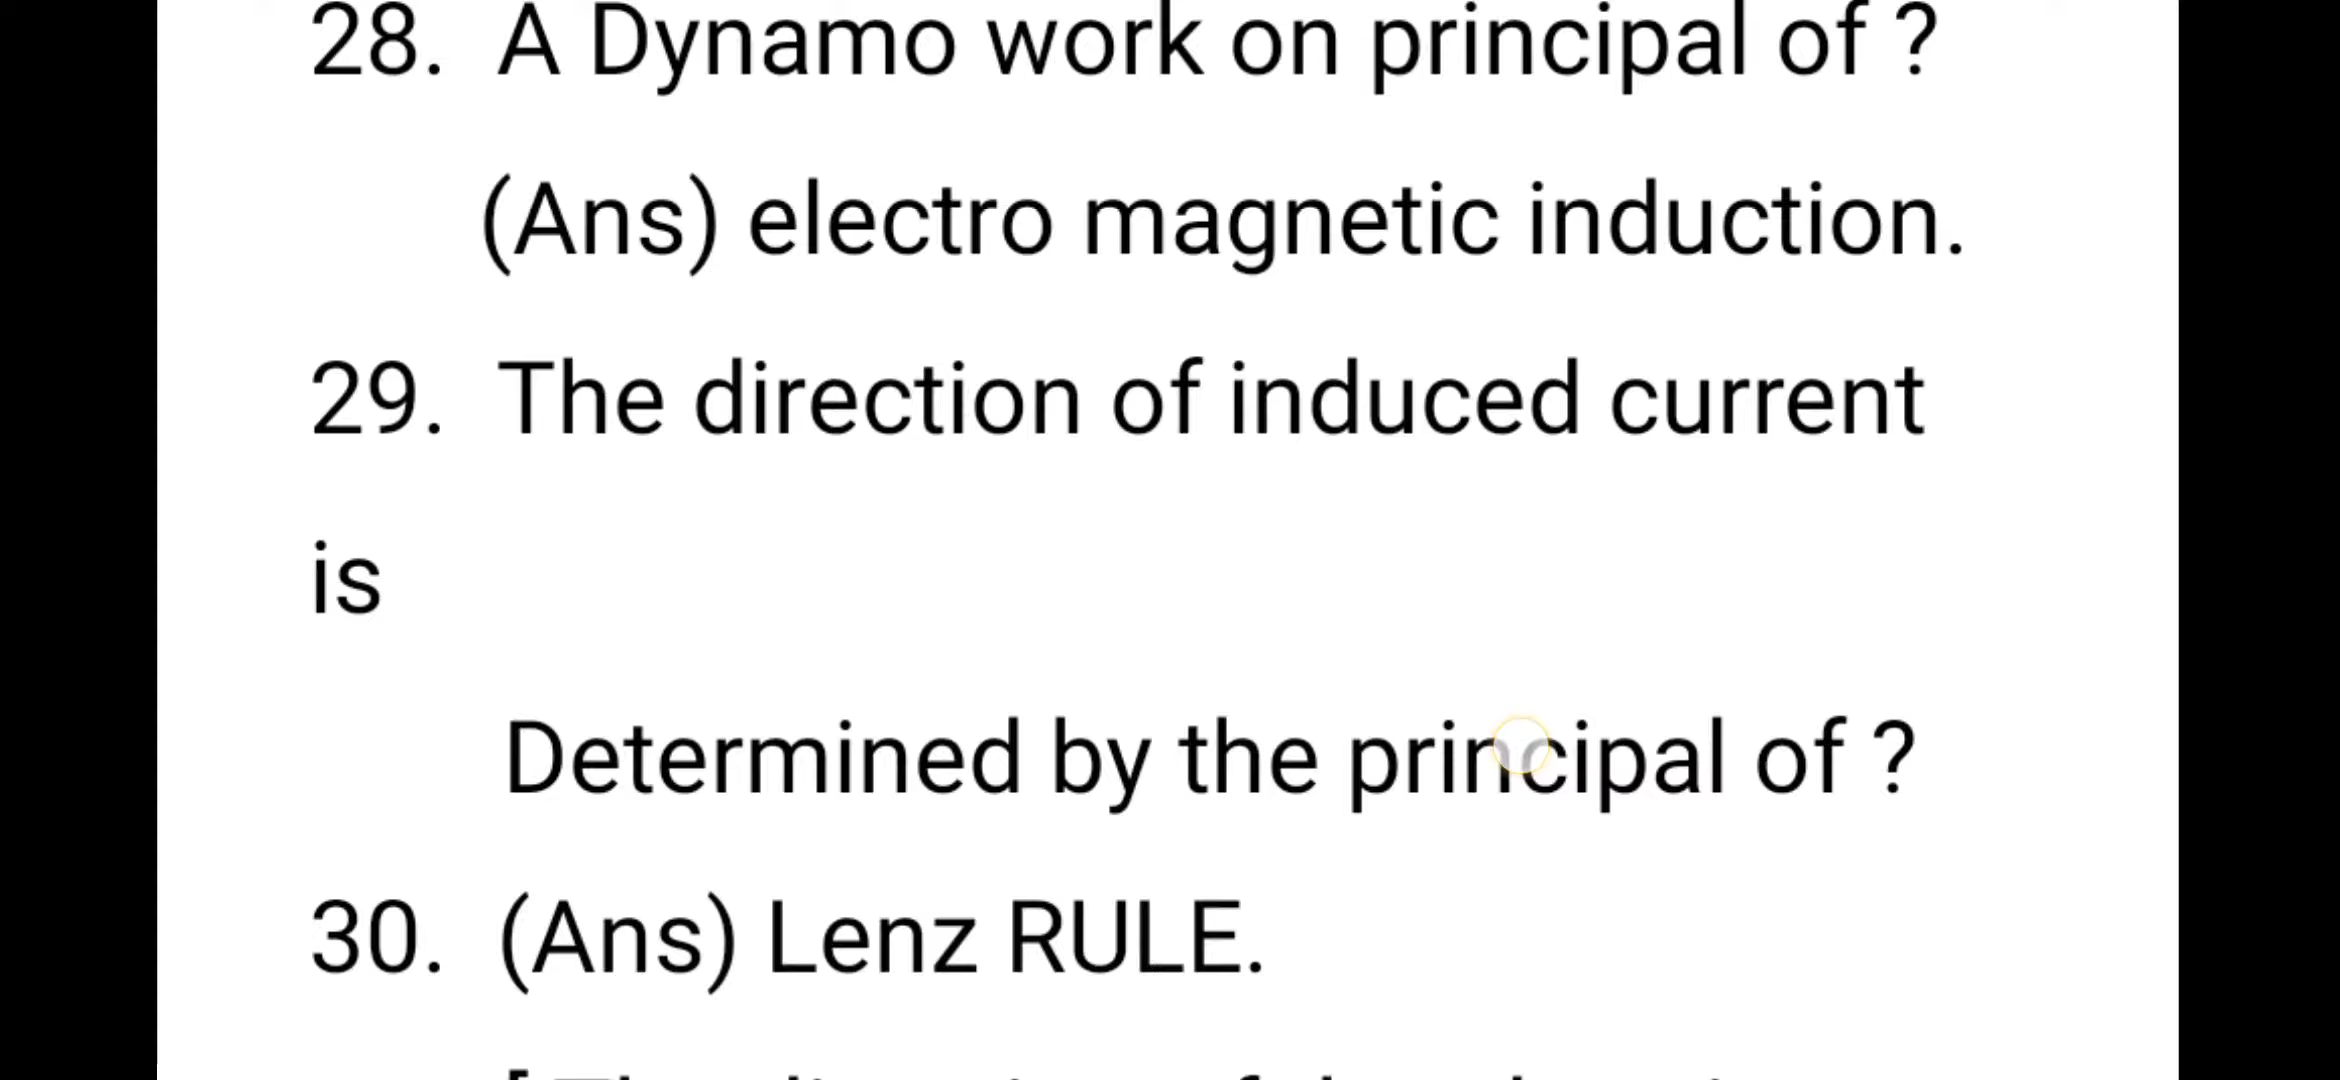 28. A Dynamo work on principal of ?
(Ans) electro magnetic induction.
29. The direction of induced current
is
Determined by the principal of ?
30. (Ans) Lenz RULE.